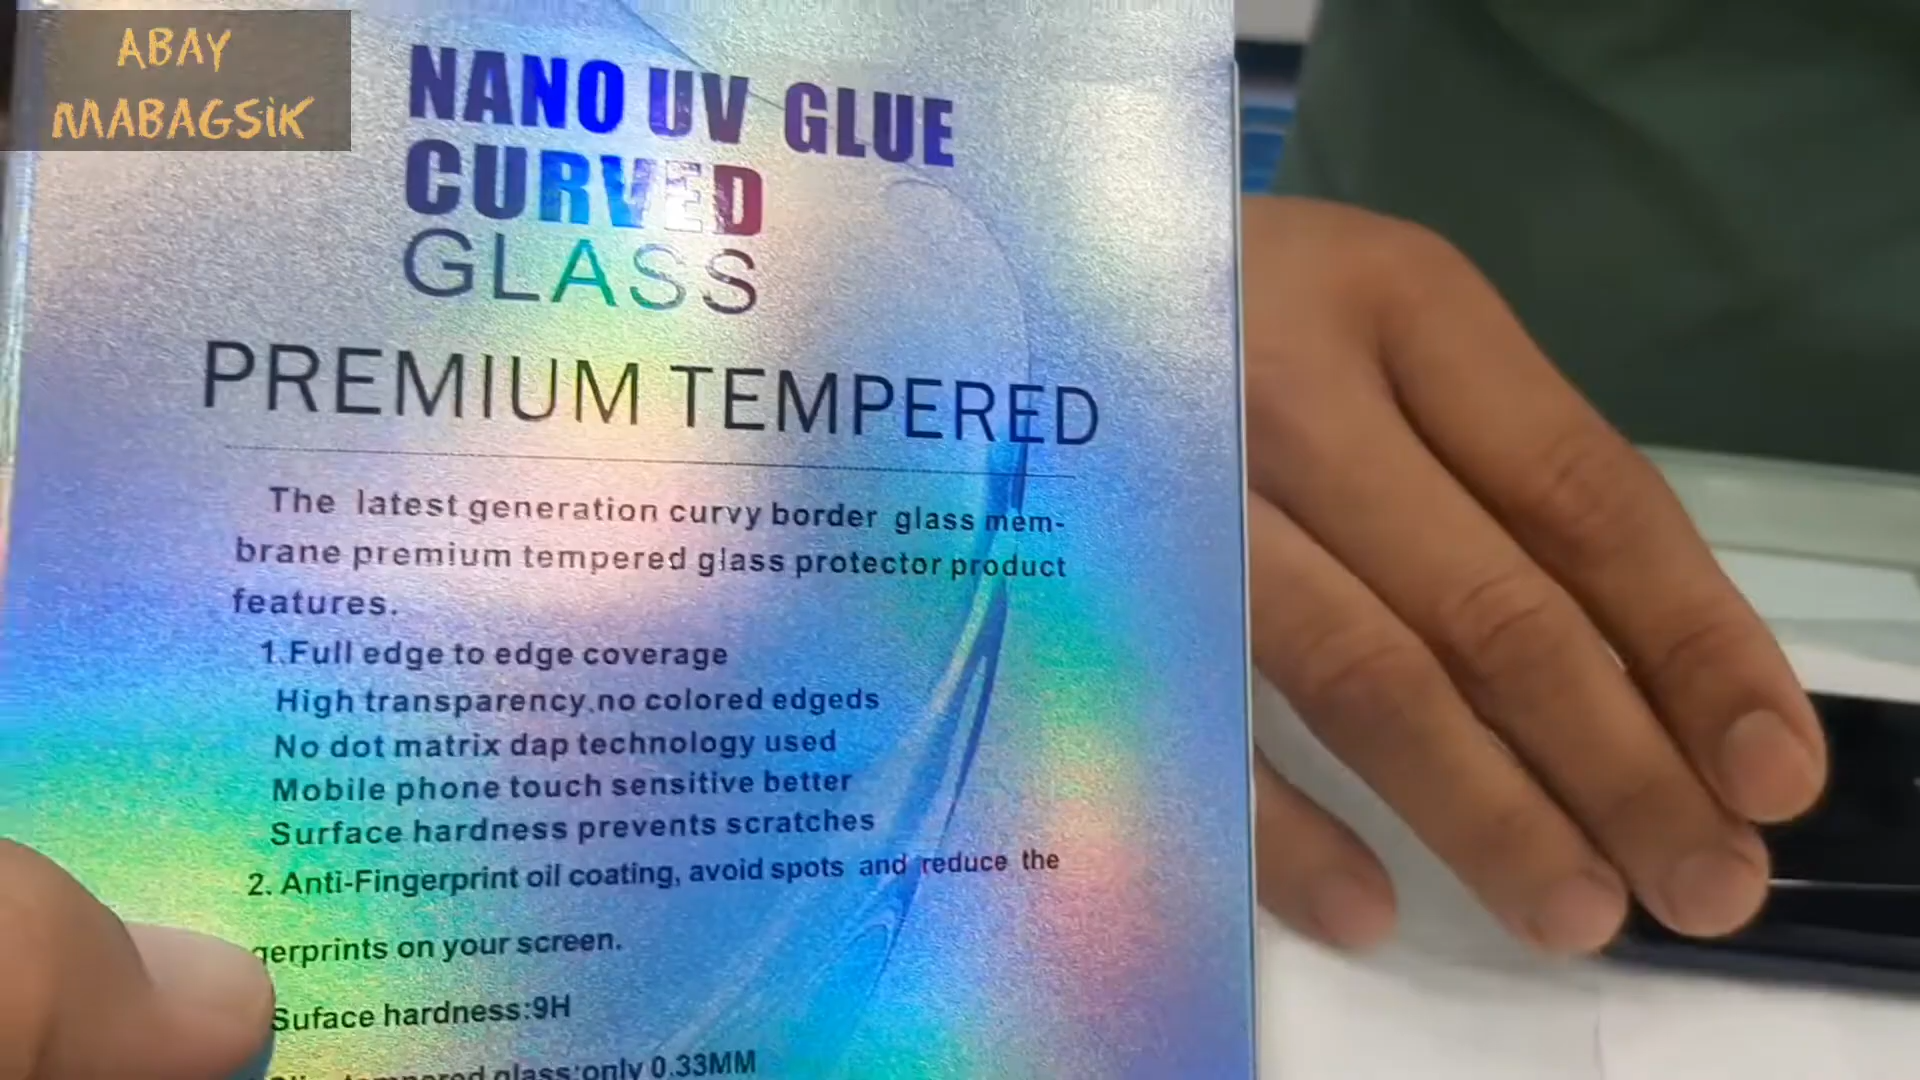 ABAY
MABAGSIK
NANO UV GLUE
CURVED
GLASS
PREMIUM TEMPERED
The latest generation curvy border glass mem-
brane premium tempered glass protector product
features.
1.Full edge to edge coverage
High transparency,no colored edgeds
No dot matrix dap technology used
Mobile phone touch sensitive better
Surface hardness prevents scratches
2. Anti-Fingerprint oil coating, avoid spots and reduce the
gerprints on your screen.
Suface hardness:9H
tempered glass:only 0.33MM